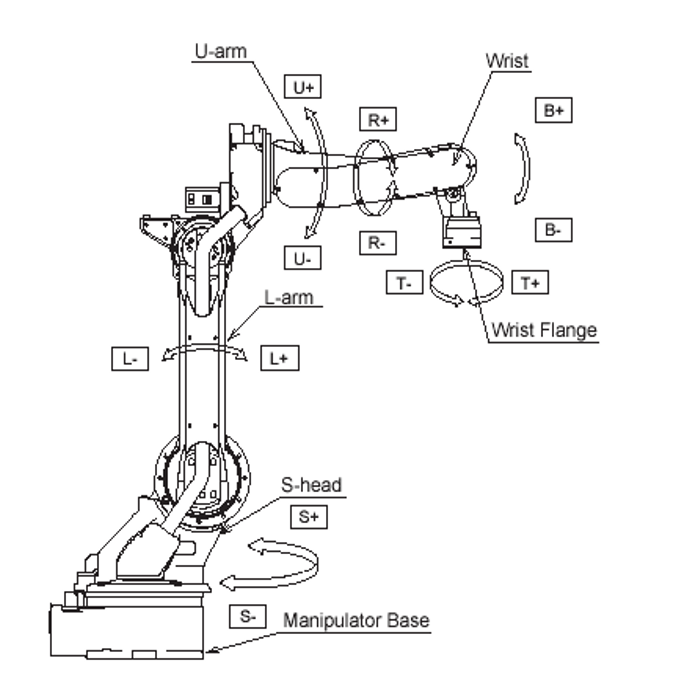 U-arm
Wrist
U+
B+
R+
U-
R-
B-
T-
T+
L-arm
Wrist Flange
L-
L+
S-head
S+
S-
Manipulator Base